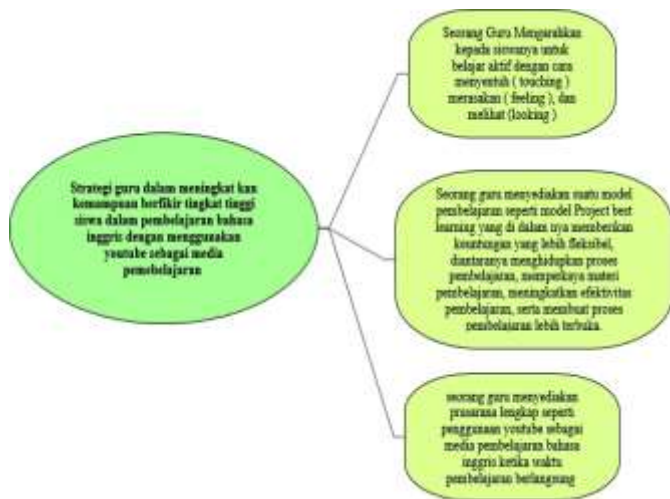 Seorang Guru Mengarahkan
kepada siswanya untuk
belajar aktif dengan cara
menyentuh ( touching )
merasakan ( feeling ), dan
melihat (looking )
Strategi guru dalam meningkat kan
kemampuan berfikir tingkat tinggi
siswa dalam pembelajaran bahasa
inggris dengan menggunakan
youtube sebagai media
pemebelajaran
Seorang guru menyediakan suatu model
pembelajaran seperti model Project best
learning yang di dalam nya memberikan
keuntungan yang lebih fleksibel,
diantaranya menghidupkan proses
pembelajaran, memperkaya materi
pembelajaran, meningkatkan efektivitas
pembelajaran, serta membuat proses
pembelajaran lebih terbuka.
seorang guru menyediakan
prasarana lengkap seperti
penggunaan youtube sebagai
media pembelajaran bahasa
inggris ketika waktu
pembelajaran berlangsung